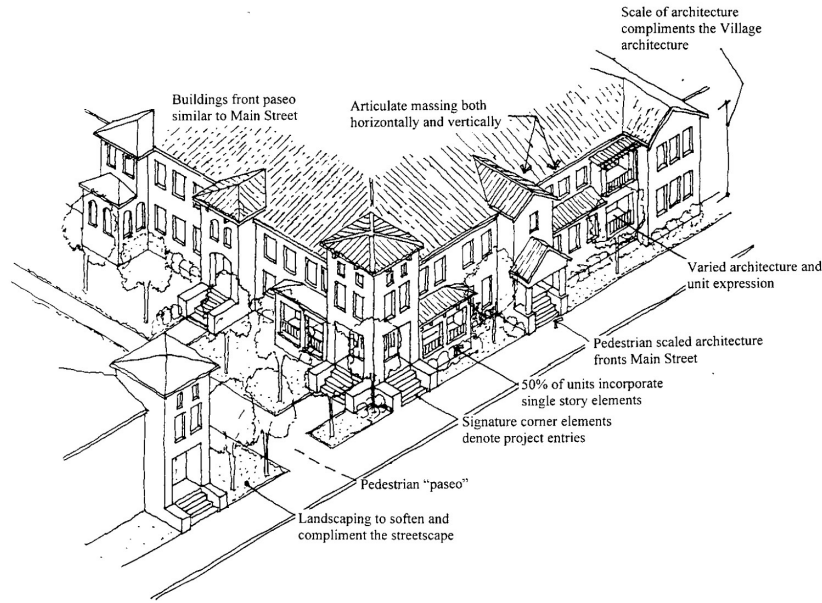 Scale of architecture
compliments the Village
architecture
Buildings front paseo
similar to Main Street
Articulate massing both
horizontally and vertically
Varied architecture and
unit expression
Pedestrian scaled architecture
fronts Main Street
50% of units incorporate
single story elements
Signature corner elements
denote project entries
Pedestrian “paseo”
Landscaping to soften and
compliment the streetscape